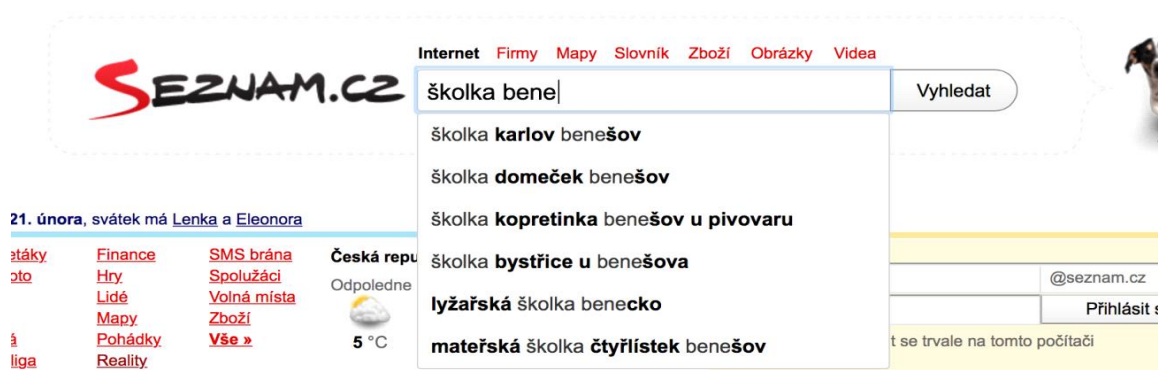 Internet Firmy Mapy Slovník Zboží Obrázky Videa
SEZNAM.CZ
školka bene
Vyhledat
školka karlov benešov
školka domeček benešov
školka kopretinka benešov u pivovaru
školka bystřice u benešova
lyžařská školka benecko
mateřská školka čtyřlístek benešov
21. února, svátek má Lenka a Eleonora
Finance
Hry
Lidé
Mapy
Pohádky
Reality
SMS brána
Spolužáci
Volná místa
Zboží
Vše »
Česká repu
Odpoledne
5 °C
@seznam.cz
Přihlásit s
t se trvale na tomto počítači